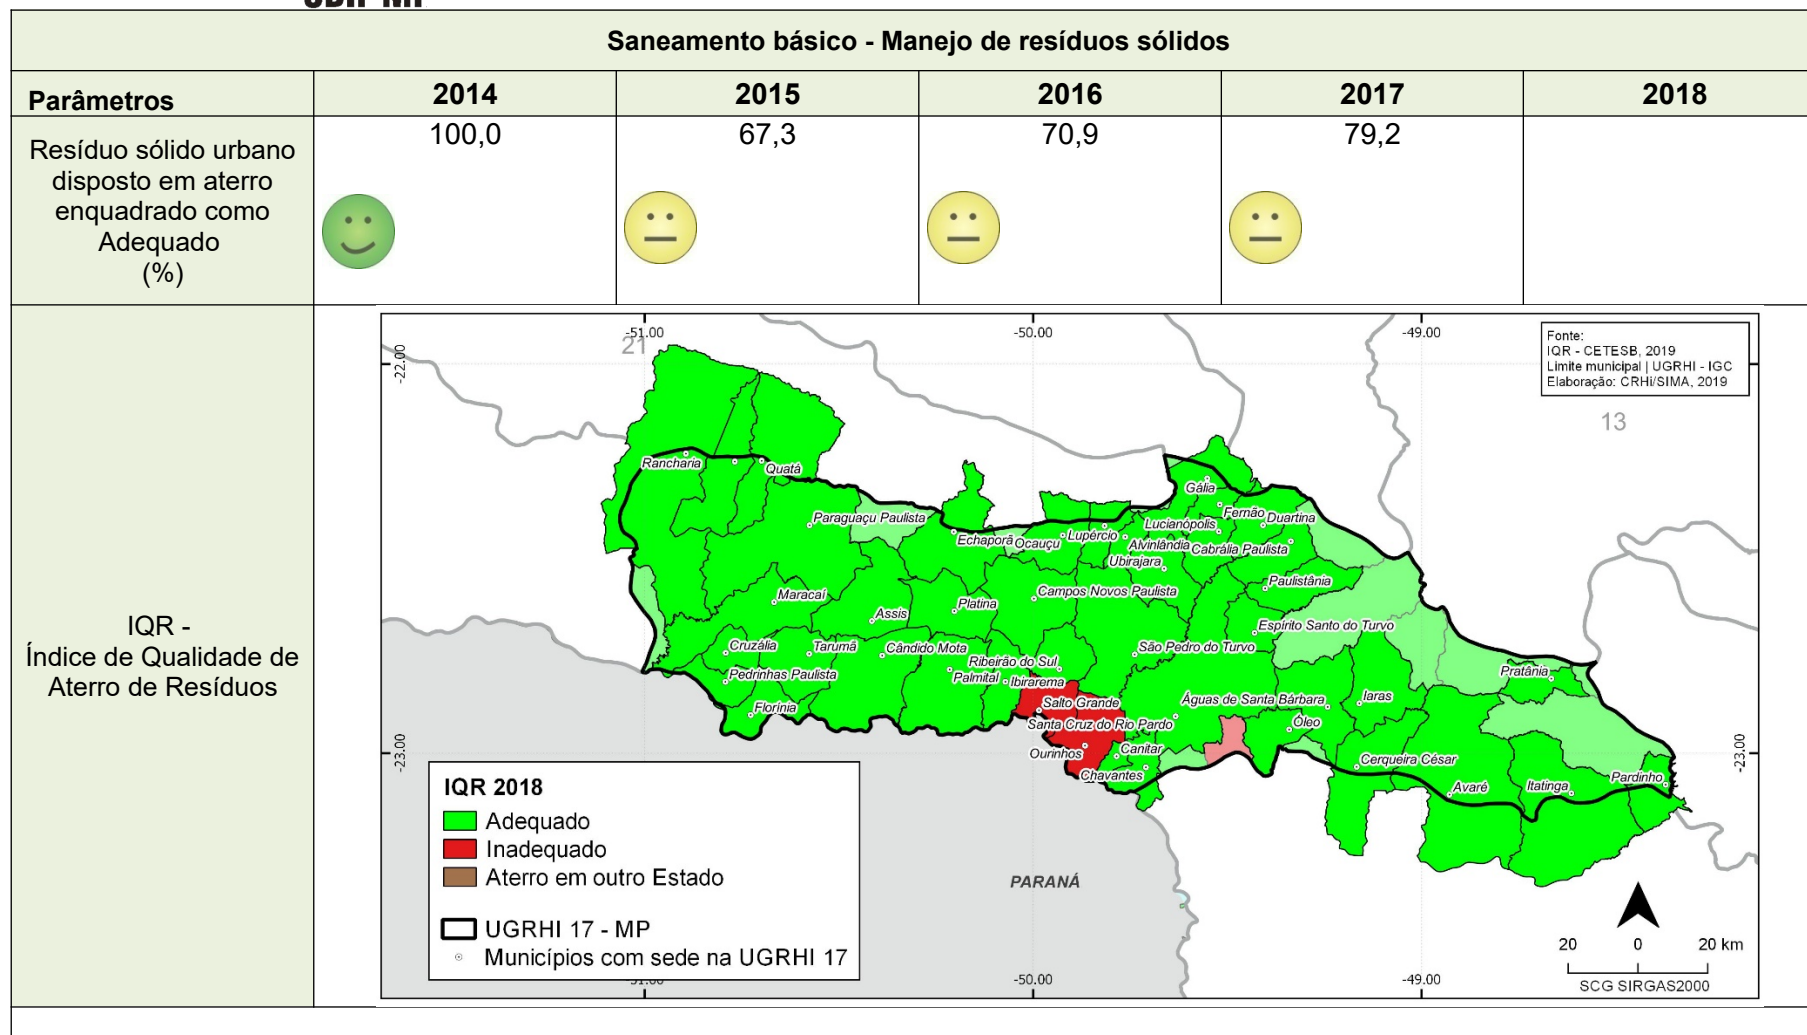 Saneamento básico - Manejo de resíduos sólidos
Parâmetros
2014
2015
2016
2017
2018
Resíduo sólido urbano
disposto em aterro
enquadrado como
Adequado
(%)
100,0
67,3
70,9
79,2
IQR -
Índice de Qualidade de
Aterro de Resíduos
-51.00
-50.00
-49.00
21
-22.00
Fonte:
IQR - CETESB, 2019
Limite municipal | UGRHI - IGC
Elaboração: CRHi/SIMA, 2019
13
Rancharia
Quatá
Gália
Paraguaçu Paulista
Fernão
Duartina
Lucianópolis
Echaporã
Ocauçu
Lupércio
Alvinlândia
Cabrália Paulista
Ubirajara
Paulistânia
Maracaí
Campos Novos Paulista
Assis
Platina
Espírito Santo do Turvo
Cruzália
Tarumã
Cândido Mota
São Pedro do Turvo
Ribeirão do Sul
Pedrinhas Paulista
Palmital
Ibirarema
Pratânia
Florínia
Salto Grande
Águas de Santa Bárbara
Iaras
Santa Cruz do Rio Pardo
Óleo
Ourinhos
Canitar
-23.00
-23.00
Cerqueira César
Chavantes
Avaré
Itatinga
Pardinho
IQR 2018
Adequado
Inadequado
Aterro em outro Estado
UGRHI 17 - MP
Municípios com sede na UGRHI 17
PARANÁ
20 0 20 km
SCG SIRGAS2000
-50.00
-49.00